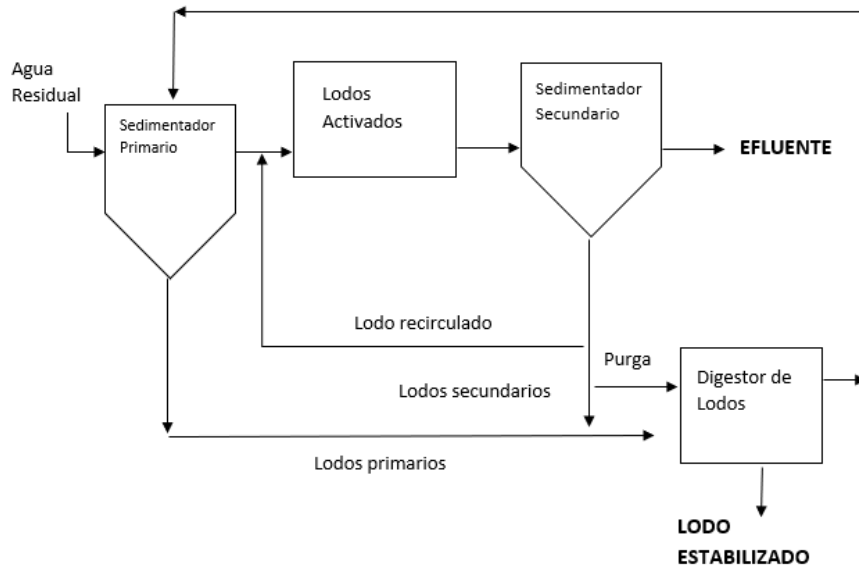 Agua
Residual
Sedimentador
Primario
Lodos
Activados
Sedimentador
Secundario
EFLUENTE
Lodo recirculado
Purga
Lodos secundarios
Digestor de
Lodos
Lodos primarios
LODO
ESTABILIZADO